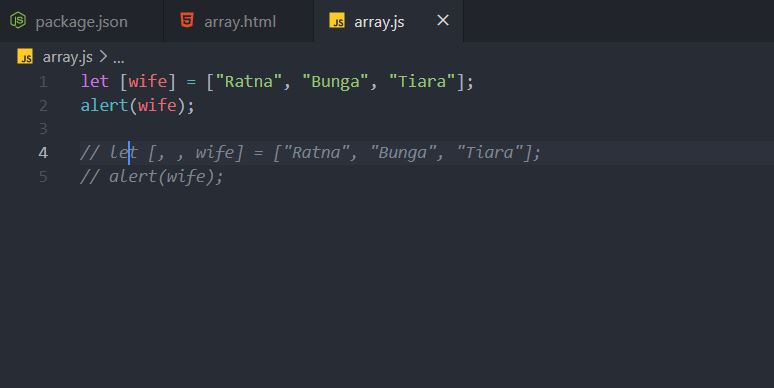 package.json array.html array.js
array.js > ...
1 let [wife] = ["Ratna", "Bunga", "Tiara"];
2 alert(wife);
3
4 // let [, , wife] = ["Ratna", "Bunga", "Tiara"];
5 // alert(wife);